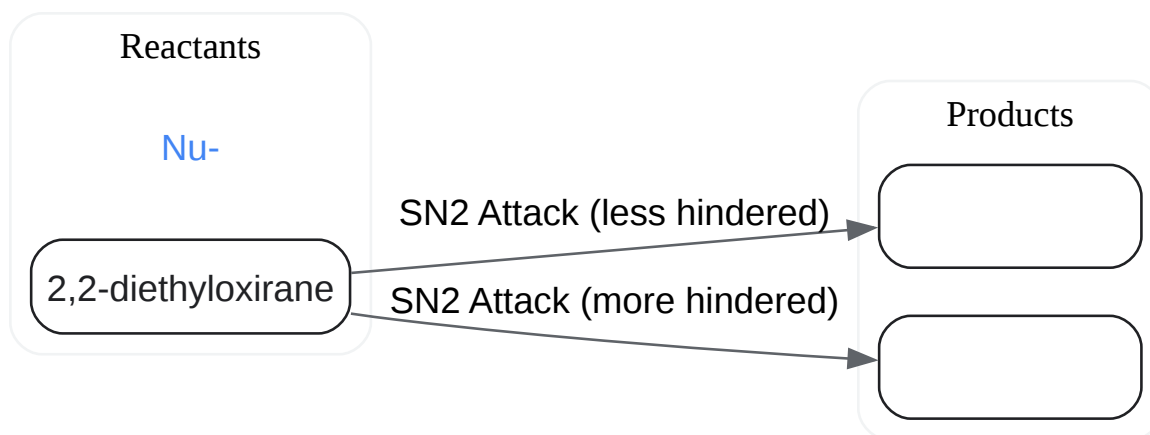 Reactants
Nu-
2,2-diethyloxirane
SN2 Attack (less hindered)
SN2 Attack (more hindered)
Products